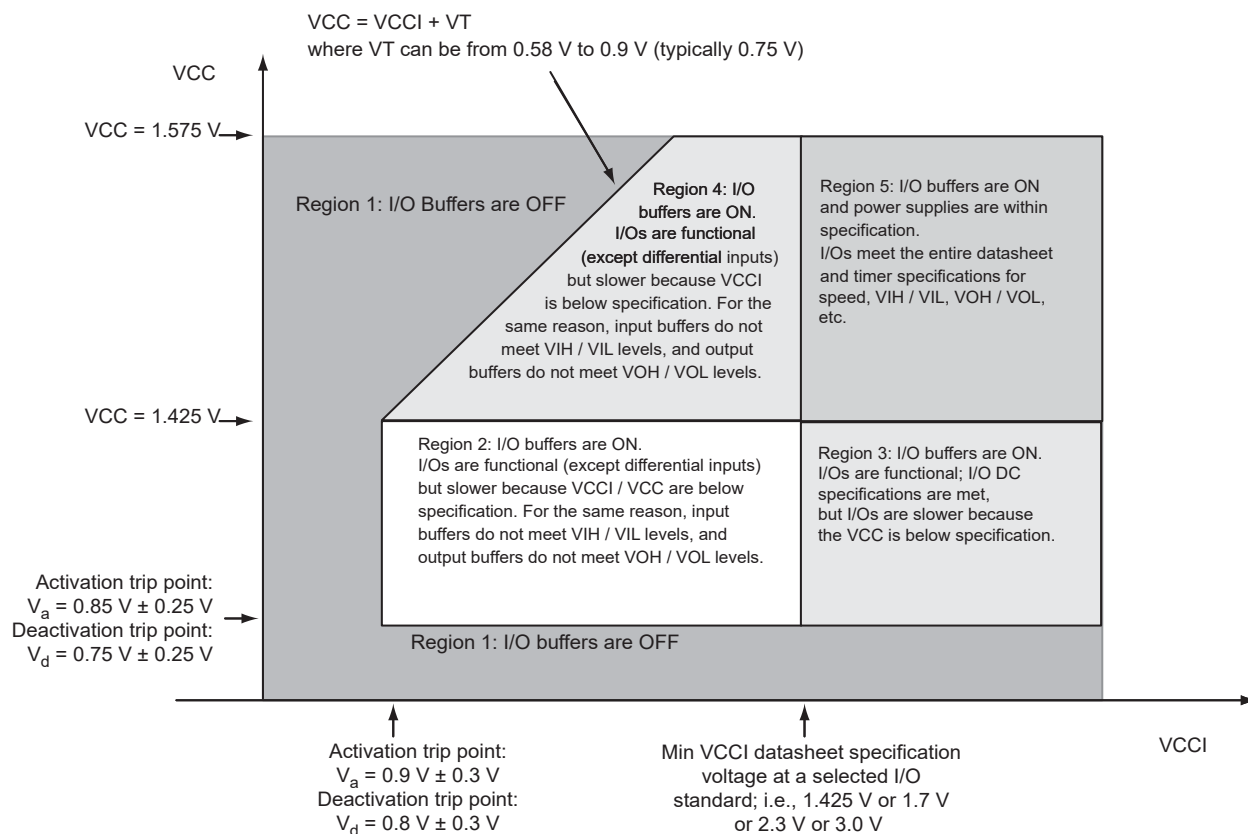 VCC = VCCI + VT
where VT can be from 0.58 V to 0.9 V (typically 0.75 V)
VCC
VCC = 1.575 V
Region 1: I/O Buffers are OFF
Region 4: I/O
buffers are ON.
I/Os are functional
(except differential inputs)
but slower because VCCI
is below specification. For the
same reason, input buffers do not
meet VIH / VIL levels, and output
buffers do not meet VOH / VOL levels.
Region 5: I/O buffers are ON
and power supplies are within
specification.
I/Os meet the entire datasheet
and timer specifications for
speed, VIH / VIL, VOH / VOL,
etc.
VCC = 1.425 V
Region 2: I/O buffers are ON.
I/Os are functional (except differential inputs)
but slower because VCCI / VCC are below
specification. For the same reason, input
buffers do not meet VIH / VIL levels, and
output buffers do not meet VOH / VOL levels.
Region 3: I/O buffers are ON.
I/Os are functional; I/O DC
specifications are met,
but I/Os are slower because
the VCC is below specification.
Activation trip point:
Va = 0.85 V ± 0.25 V
Deactivation trip point:
Vd = 0.75 V ± 0.25 V
Region 1: I/O buffers are OFF
VCCI
Activation trip point:
Va = 0.9 V ± 0.3 V
Deactivation trip point:
Vd = 0.8 V ± 0.3 V
Min VCCI datasheet specification
voltage at a selected I/O
standard; i.e., 1.425 V or 1.7 V
or 2.3 V or 3.0 V